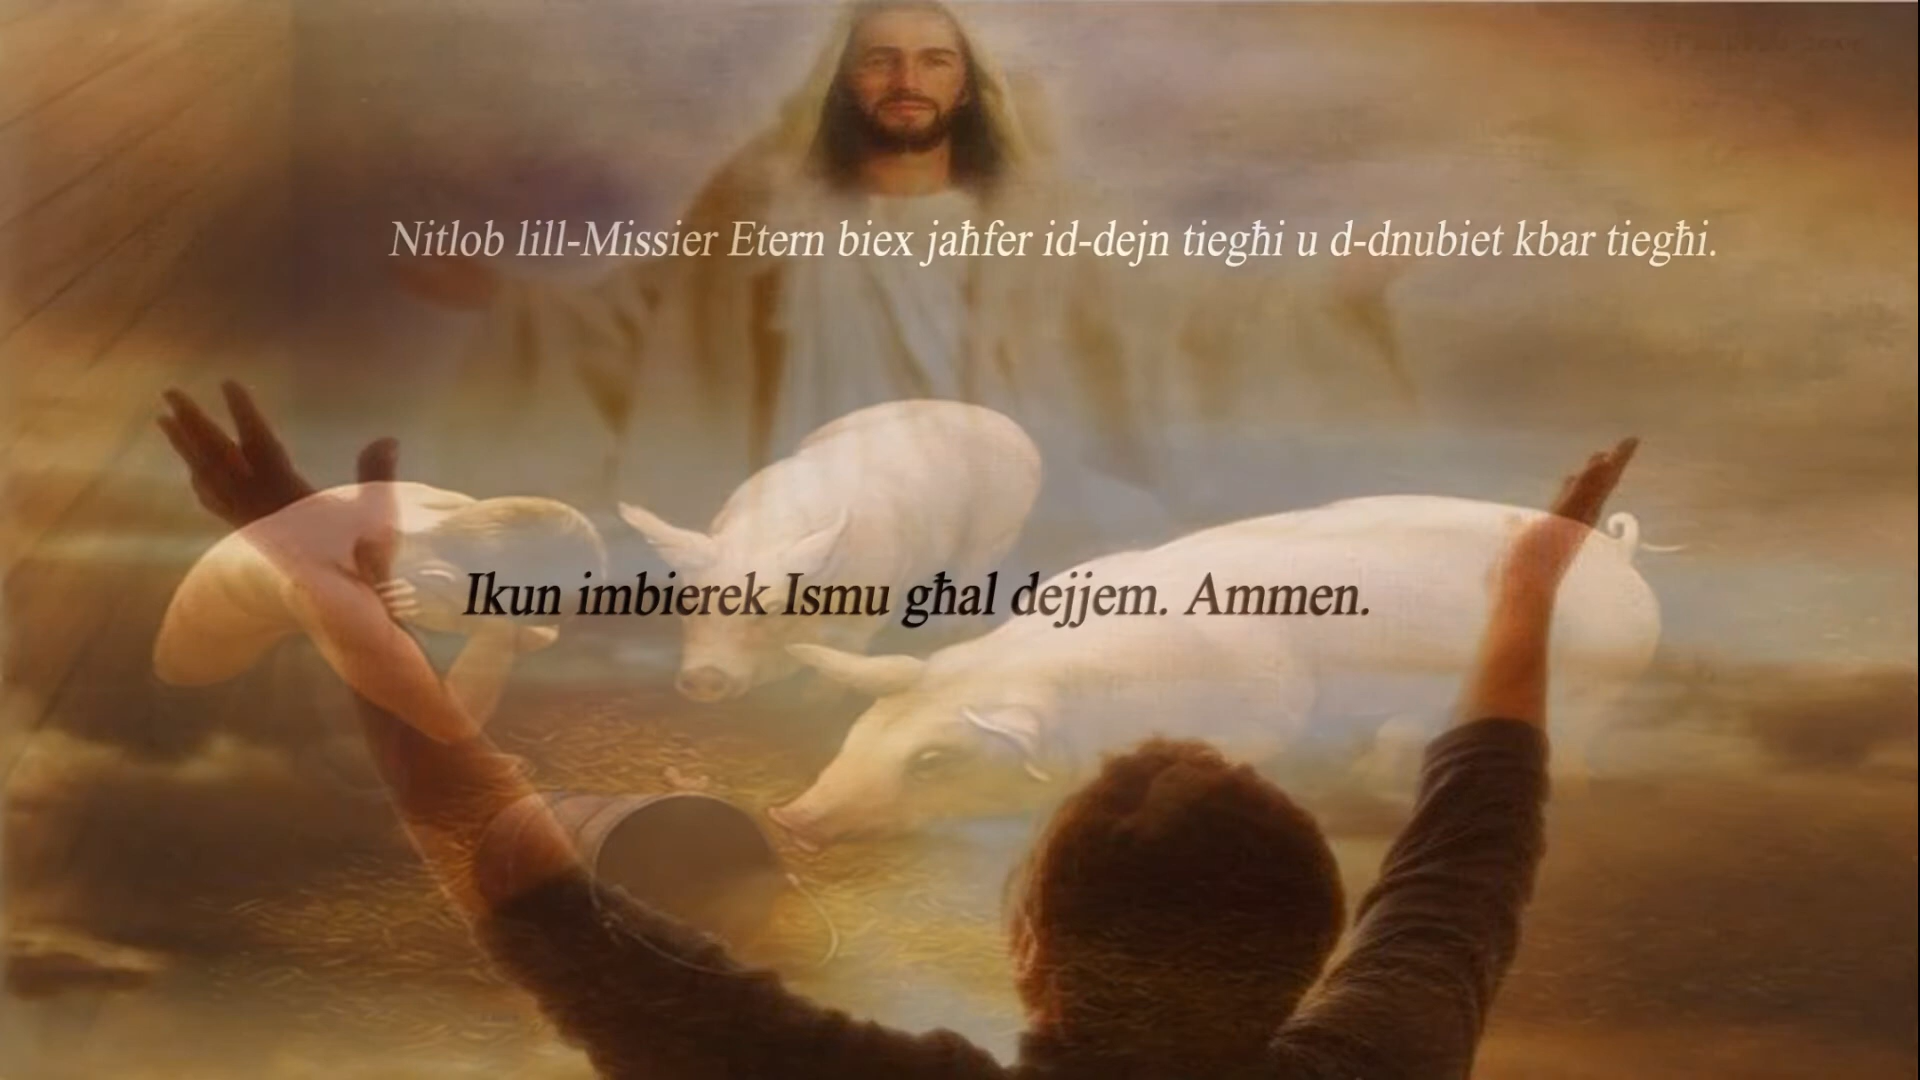 Nitlob lill-Missier Etern biex jaħfer id-dejn tiegħi u d-dnubiet kbar tiegħi.
Ikun imbierek Ismu għal dejjem. Ammen.